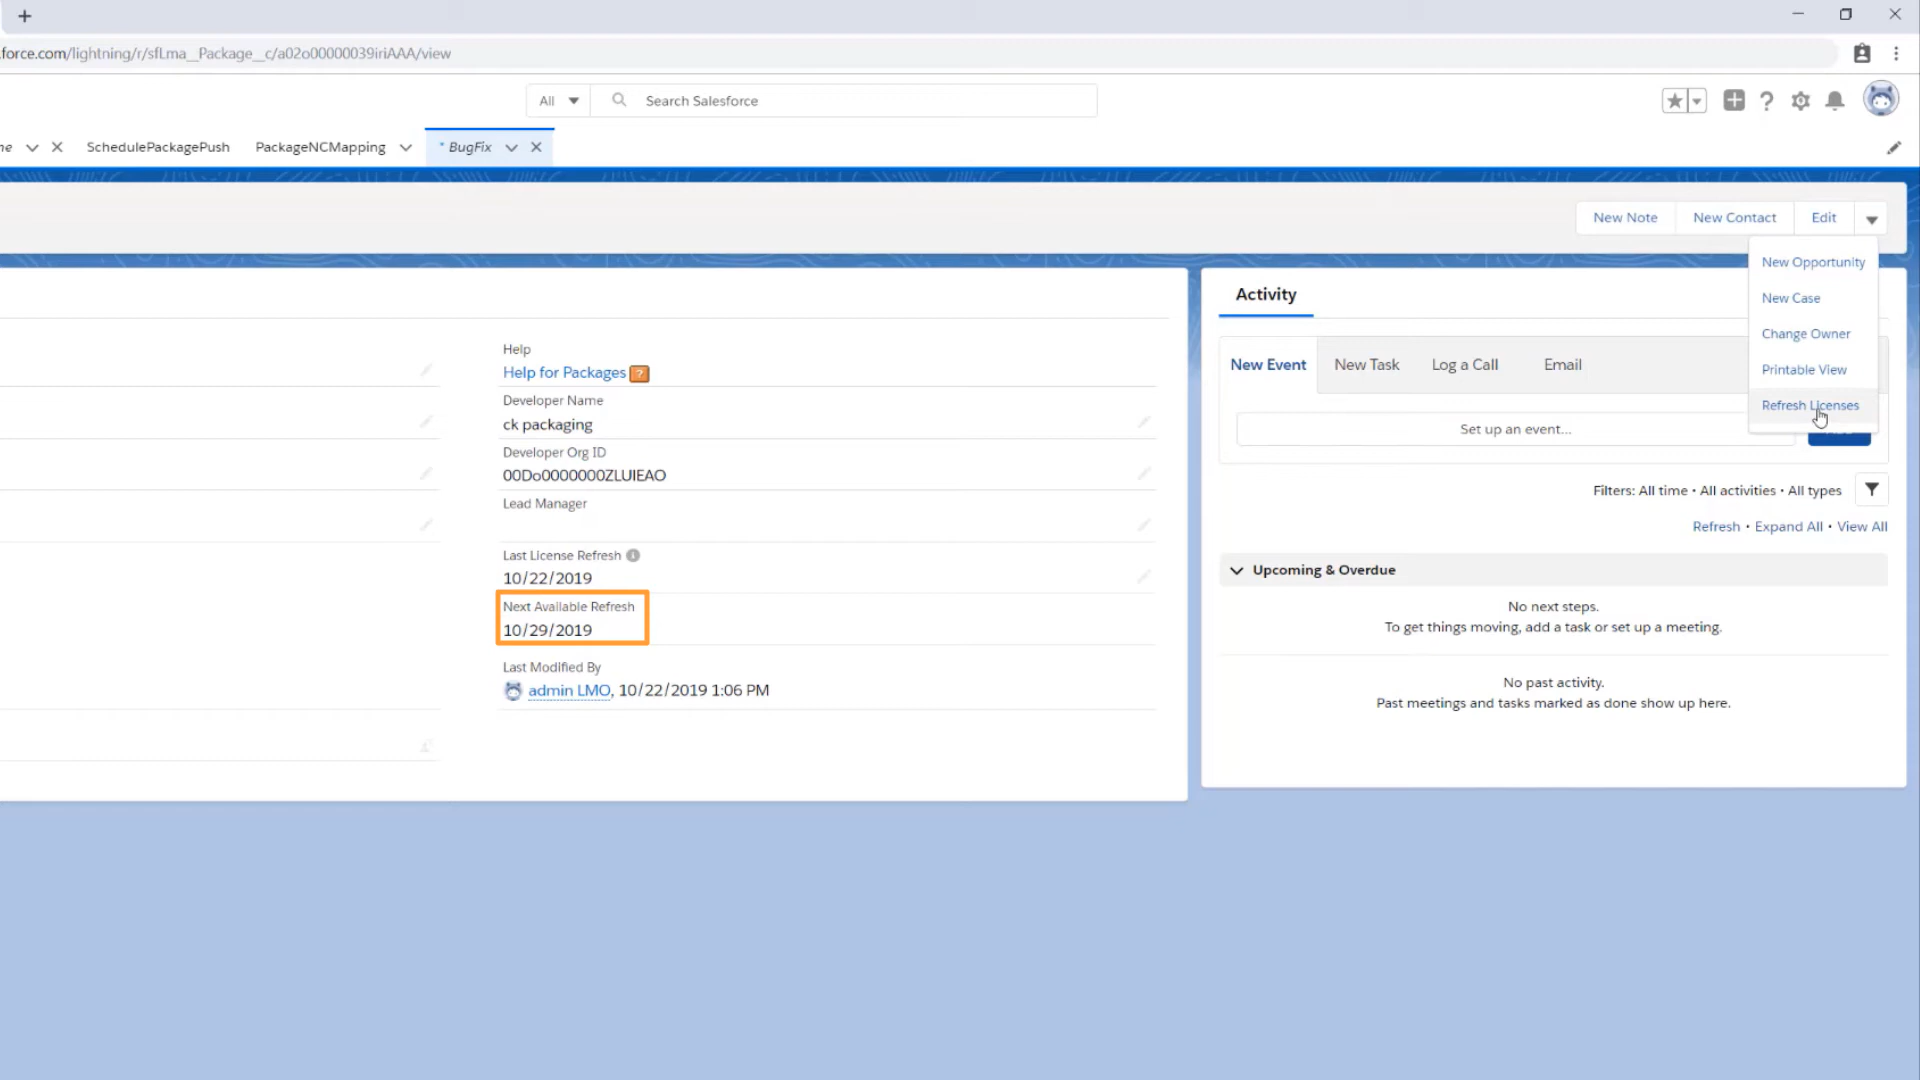 force.com/lightning/r/sfLma__Package__c/a02o00000039iriAAA/view
All
Search Salesforce
ne
SchedulePackagePush
PackageNCMapping
* BugFix
New Note
New Contact
Edit
New Opportunity
New Case
Change Owner
Printable View
Refresh Licenses
Help
Help for Packages ?
Developer Name
ck packaging
Developer Org ID
00Do0000000ZLUIEAO
Lead Manager
Last License Refresh
10/22/2019
Next Available Refresh
10/29/2019
Last Modified By
admin LMO, 10/22/2019 1:06 PM
Activity
New Event
New Task
Log a Call
Email
Set up an event...
Filters: All time • All activities • All types
Refresh • Expand All • View All
Upcoming & Overdue
No next steps.
To get things moving, add a task or set up a meeting.
No past activity.
Past meetings and tasks marked as done show up here.